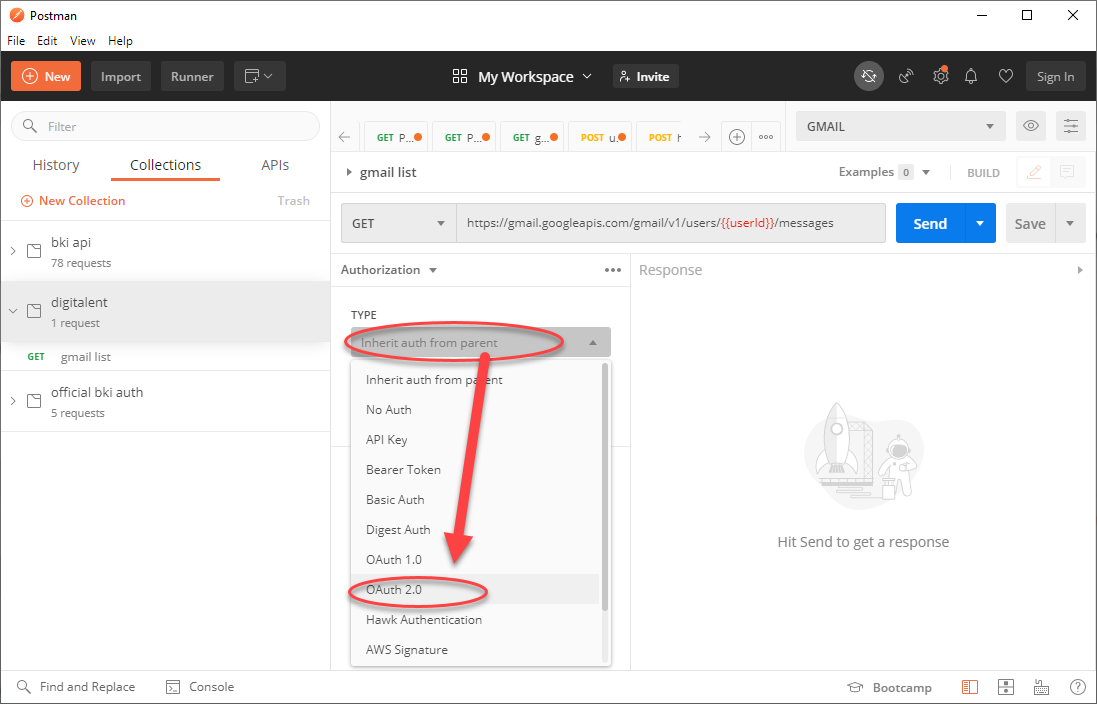 Postman
File Edit View Help
New Import Runner My Workspace Invite Sign In
Filter
History Collections APIs
New Collection Trash
bki api
78 requests
digitalent
1 request
GET gmail list
official bki auth
5 requests
GET P... GET P... GET g... POST u. POST
GMAIL
gmail list Examples 0 BUILD
GET https://gmail.googleapis.com/gmail/v1/users/{{userId}}/messages Send Save
Authorization
Response
TYPE
Inherit auth from parent
Inherit auth from parent
No Auth
API Key
Bearer Token
Basic Auth
Digest Auth
OAuth 1.0
OAuth 2.0
Hawk Authentication
AWS Signature
Hit Send to get a response
Find and Replace Console Bootcamp